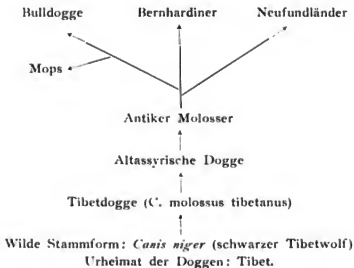 Bulldogge Bernhardiner Neufundländer
Mops
Antiker Molosser
Altassyrische Dogge
Tibetdogge (C. molossus tibetanus)
Wilde Stammform: Canis niger (schwarzer Tibetwolf)
Urheimat der Doggen: Tibet.